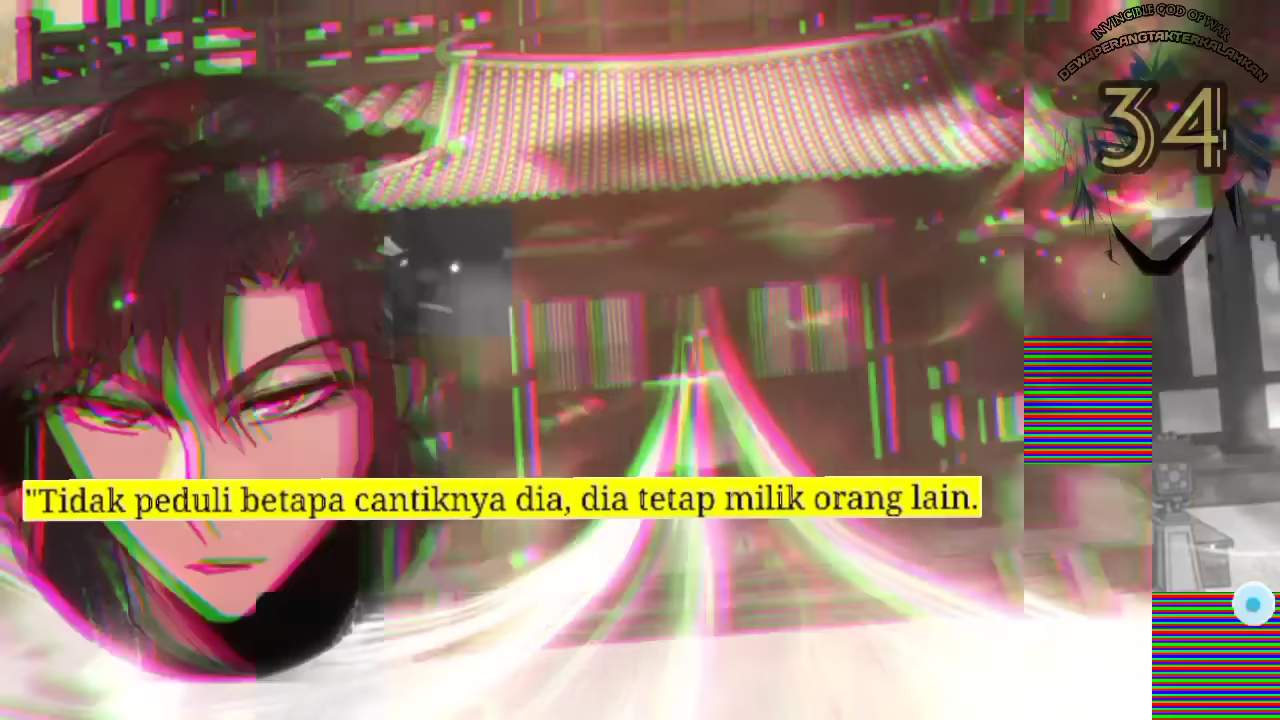 INVINCIBLE GOD OF WAR
DEWAPERANGTAKTERKALAHKAN
34
"Tidak peduli betapa cantiknya dia, dia tetap milik orang lain.